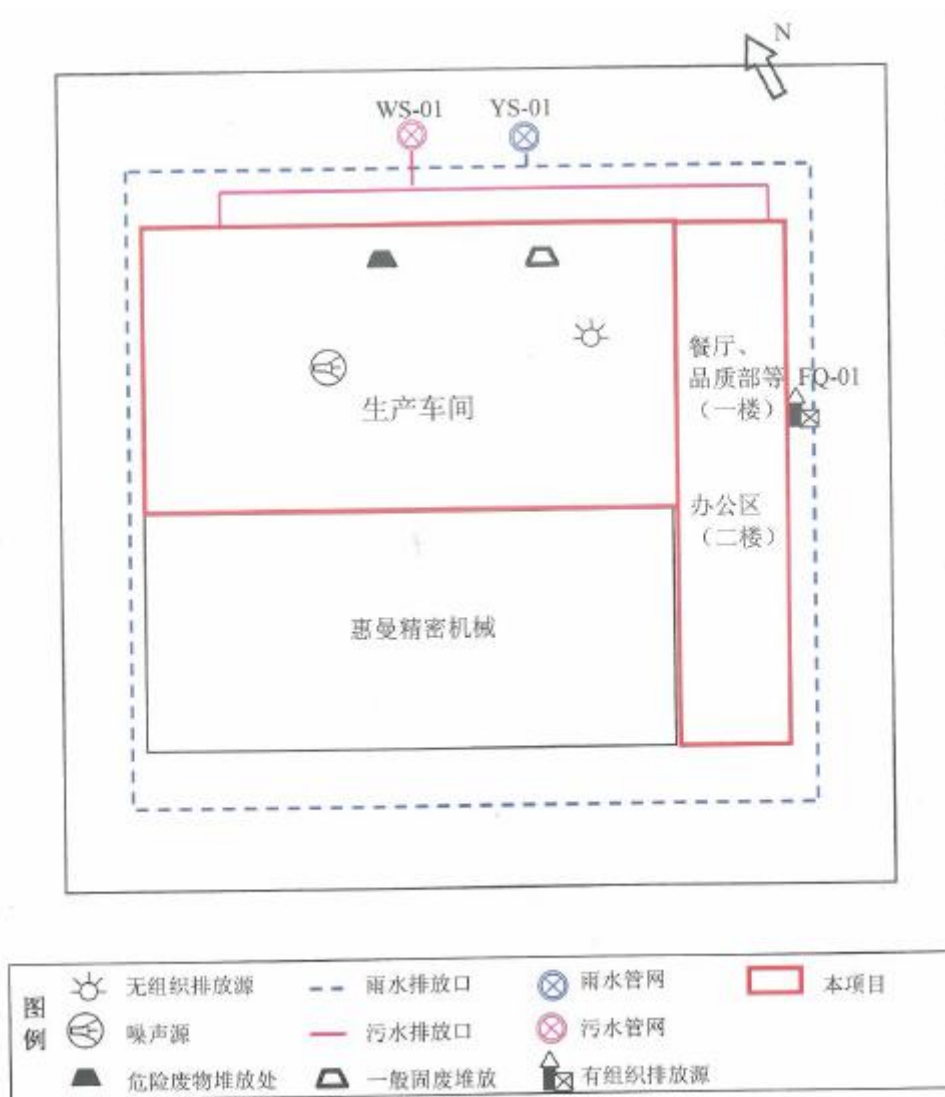 N
WS-01 YS-01
餐厅、
品质部等 FQ-01
（一楼）
生产车间
办公区
（二楼）
惠曼精密机械
图例
无组织排放源 雨水排放口 雨水管网 本项目
噪声源 污水排放口 污水管网
危险废物堆放处 一般固废堆放 有组织排放源